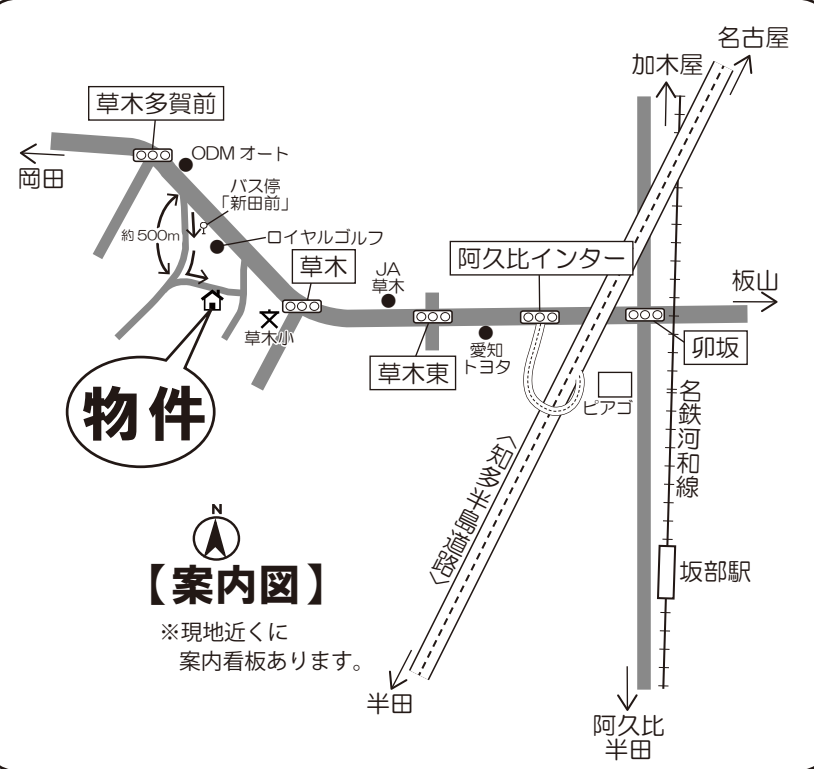 名古屋
加木屋
草木多賀前
ODM オート
岡田
バス停
「新田前」
約500m
ロイヤルゴルフ
草木
JA
草木
阿久比インター
板山
草木小
草木東
愛知
トヨタ
卯坂
ピアゴ
物件
名鉄河和線
〈知多半島道路〉
N
【案内図】
坂部駅
※現地近くに
案内看板あります。
半田
阿久比
半田